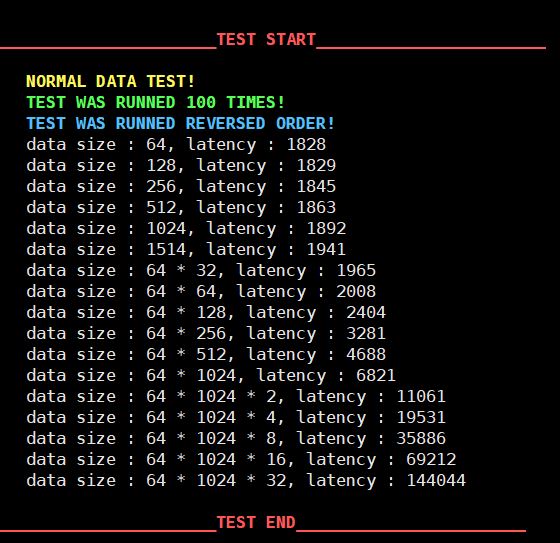 TEST START
NORMAL DATA TEST!
TEST WAS RUNNED 100 TIMES!
TEST WAS RUNNED REVERSED ORDER!
data size : 64, latency : 1828
data size : 128, latency : 1829
data size : 256, latency : 1845
data size : 512, latency : 1863
data size : 1024, latency : 1892
data size : 1514, latency : 1941
data size : 64 * 32, latency : 1965
data size : 64 * 64, latency : 2008
data size : 64 * 128, latency : 2404
data size : 64 * 256, latency : 3281
data size : 64 * 512, latency : 4688
data size : 64 * 1024, latency : 6821
data size : 64 * 1024 * 2, latency : 11061
data size : 64 * 1024 * 4, latency : 19531
data size : 64 * 1024 * 8, latency : 35886
data size : 64 * 1024 * 16, latency : 69212
data size : 64 * 1024 * 32, latency : 144044
TEST END